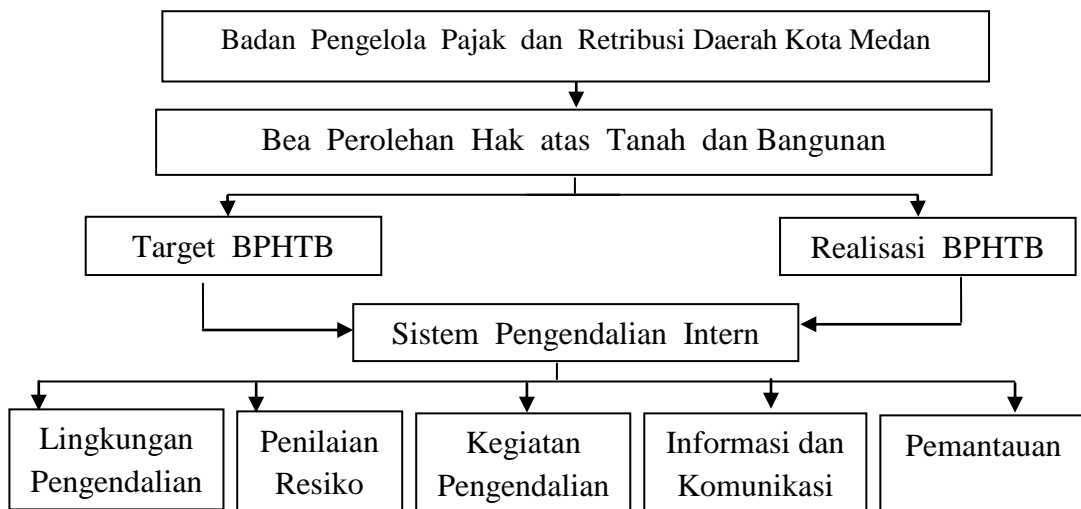 Badan Pengelola Pajak dan Retribusi Daerah Kota Medan
Bea Perolehan Hak atas Tanah dan Bangunan
Target BPHTB
Realisasi BPHTB
Sistem Pengendalian Intern
Lingkungan
Pengendalian
Penilaian
Resiko
Kegiatan
Pengendalian
Informasi dan
Komunikasi
Pemantauan